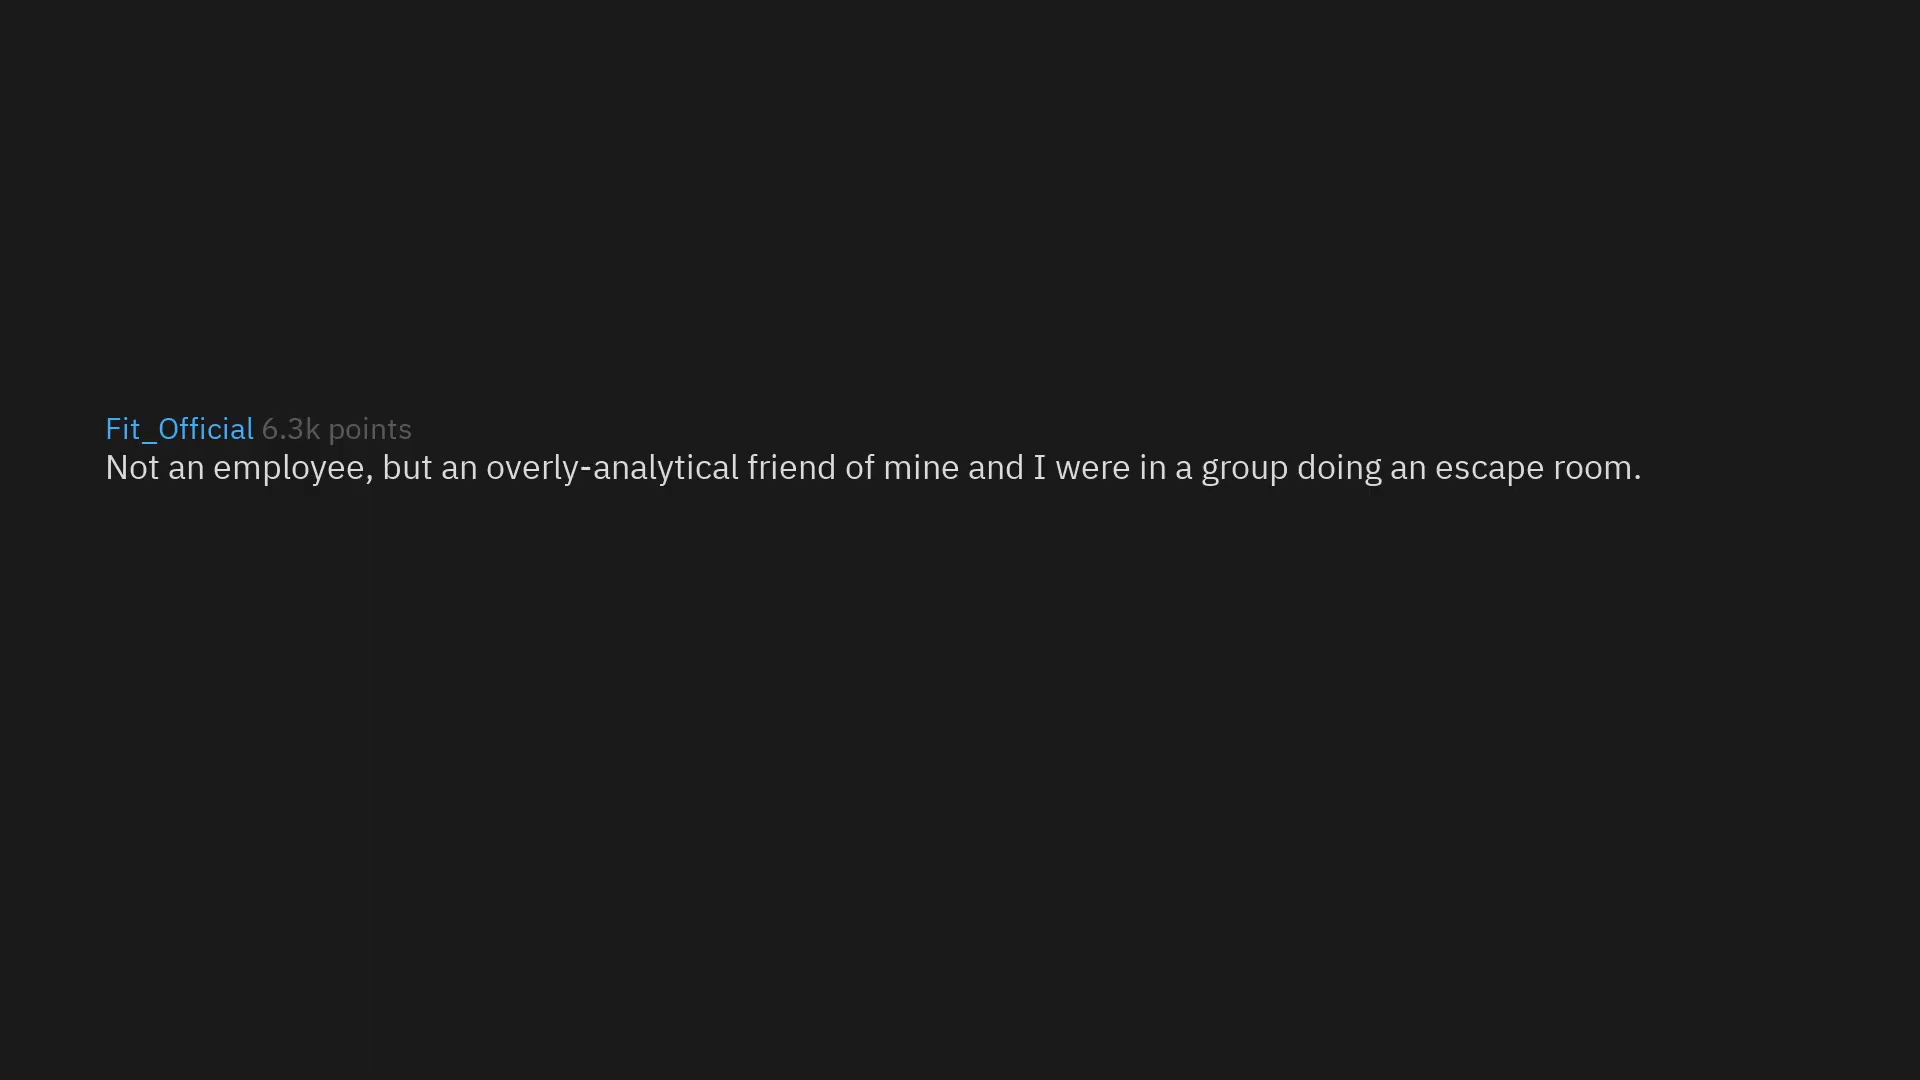 Fit_Official 6.3k points
Not an employee, but an overly-analytical friend of mine and I were in a group doing an escape room.